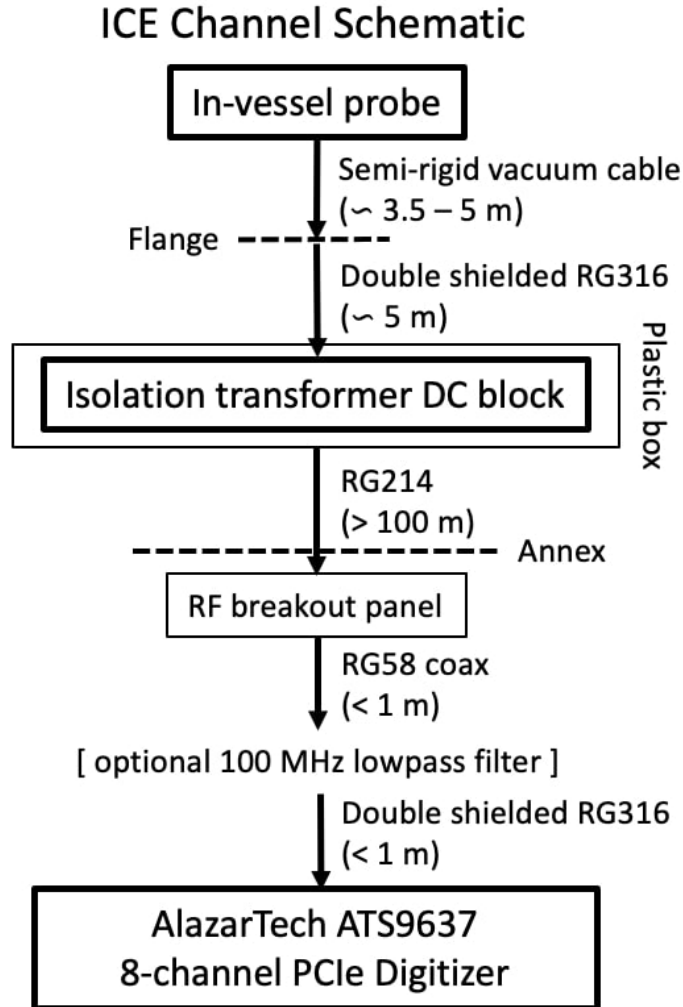 ICE Channel Schematic
In-vessel probe
Semi-rigid vacuum cable
(∽ 3.5 – 5 m)
Flange
Double shielded RG316
(∽ 5 m)
Plastic box
Isolation transformer DC block
RG214
(> 100 m)
Annex
RF breakout panel
RG58 coax
(< 1 m)
[ optional 100 MHz lowpass filter ]
Double shielded RG316
(< 1 m)
AlazarTech ATS9637
8-channel PCIe Digitizer